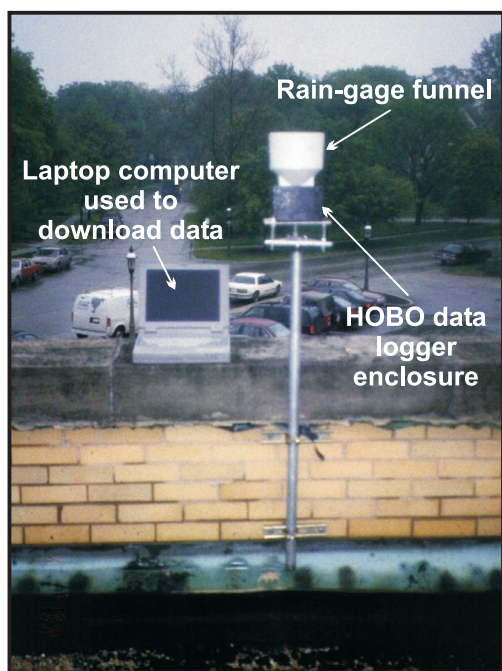 Rain-gage funnel
Laptop computer
used to
download data
HOBO data
logger
enclosure